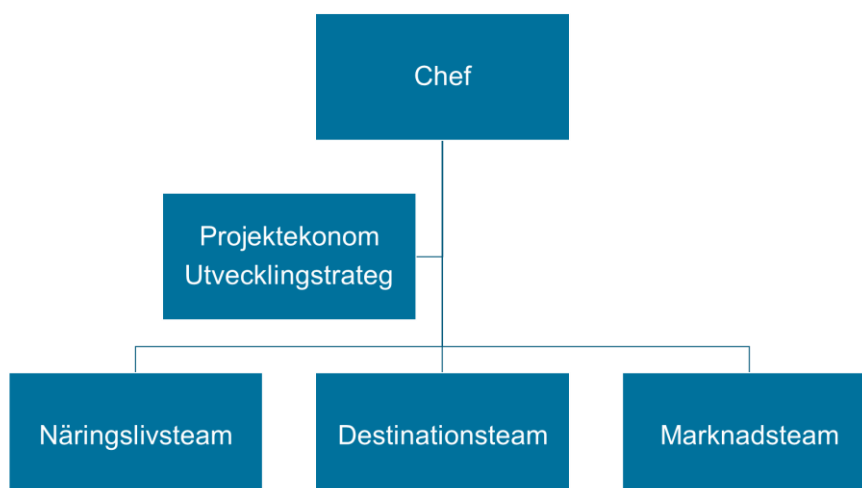 Chef
Projektekonom
Utvecklingstrateg
Näringslivsteam
Destinationsteam
Marknadsteam